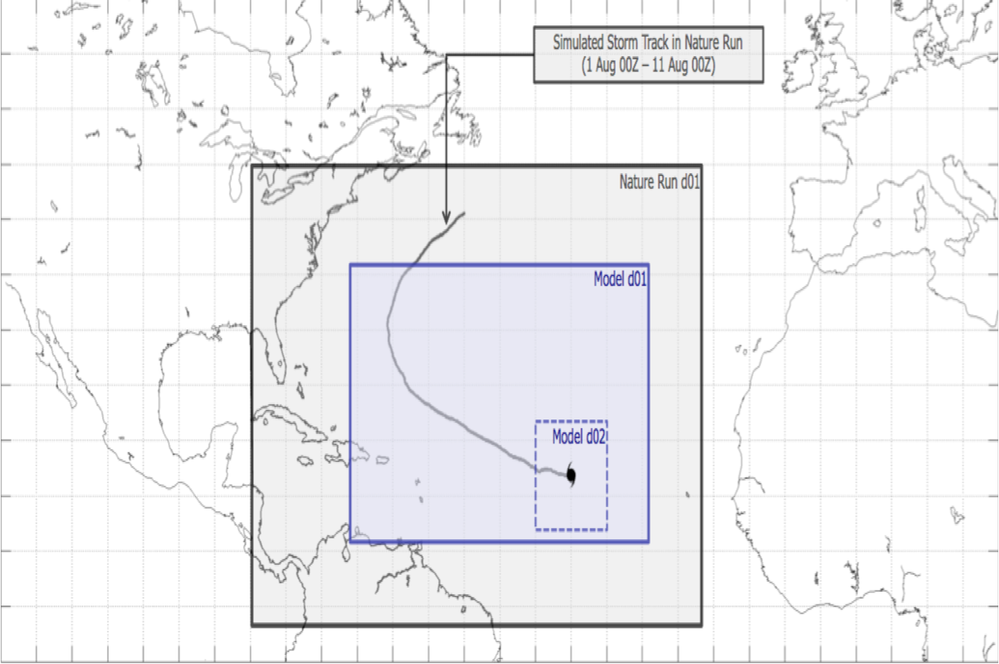 Simulated Storm Track in Nature Run
(1 Aug 00Z – 11 Aug 00Z)
Nature Run d01
Model d01
Model d02